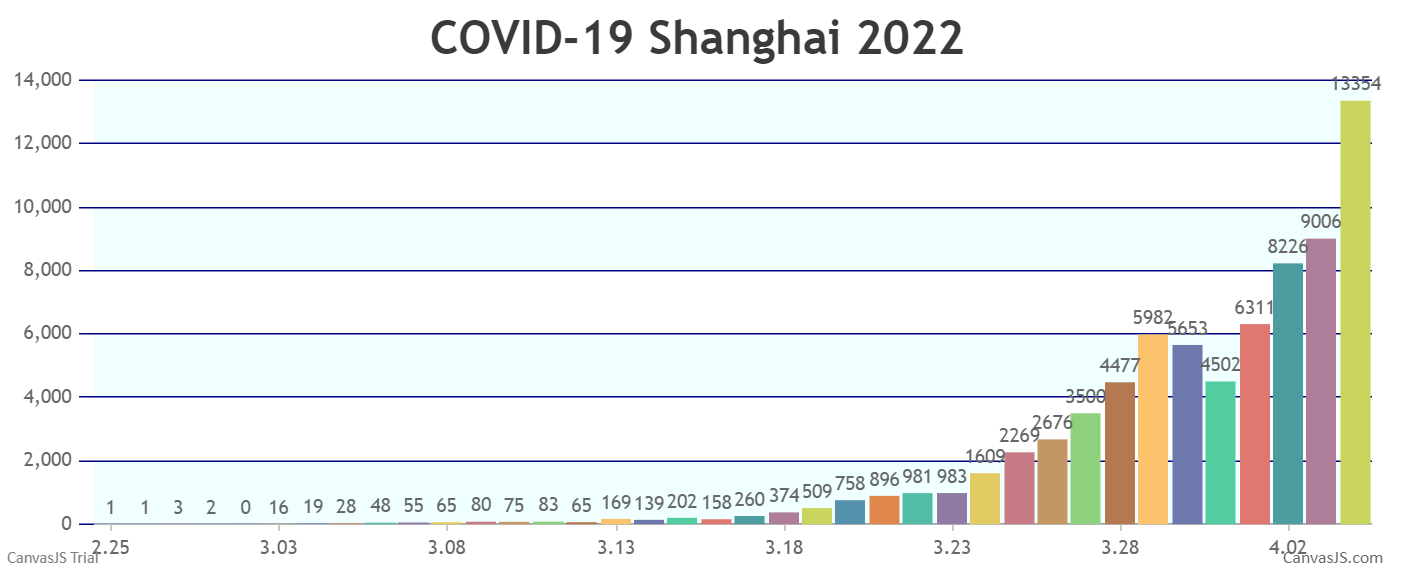 COVID-19 Shanghai 2022
14,000
12,000
10,000
8,000
6,000
4,000
2,000
0
1 1 3 2 0 16 19 28 48 55 65 80 75 83 65 169 139 202 158 260 374 509 758 896 981 983 1609 2269 2676 3500 4477 5982 5653 4502 6311 8226 9006 13354
2.25 3.03 3.08 3.13 3.18 3.23 3.28 4.02
CanvasJS Trial
CanvasJS.com